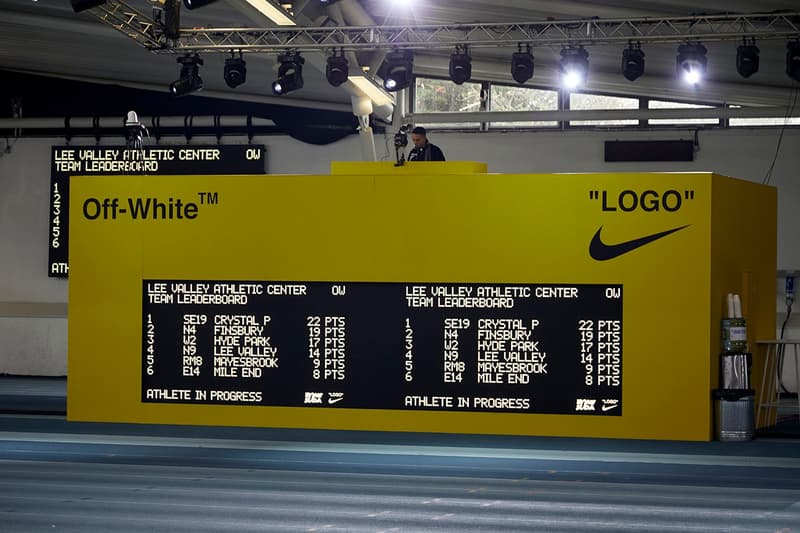 LEE VALLEY ATHLETIC CENTER OW
TEAM LEADERBOARD
1
2
3
4
5
6
ATH
Off-White™
"LOGO"
LEE VALLEY ATHLETIC CENTER OW
TEAM LEADERBOARD
1 SE19 CRYSTAL P 22 PTS
2 N4 FINSBURY 19 PTS
3 W2 HYDE PARK 17 PTS
4 N9 LEE VALLEY 14 PTS
5 RM8 MAYESBROOK 9 PTS
6 E14 MILE END 8 PTS
ATHLETE IN PROGRESS "LOGO"
LEE VALLEY ATHLETIC CENTER OW
TEAM LEADERBOARD
1 SE19 CRYSTAL P 22 PTS
2 N4 FINSBURY 19 PTS
3 W2 HYDE PARK 17 PTS
4 N9 LEE VALLEY 14 PTS
5 RM8 MAYESBROOK 9 PTS
6 E14 MILE END 8 PTS
ATHLETE IN PROGRESS "LOGO"